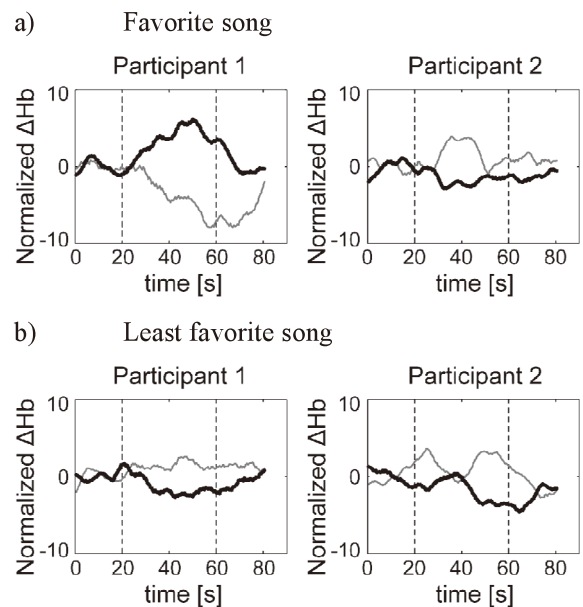 a) Favorite song
Participant 1 Participant 2
10 10
Normalized ΔHb 0 Normalized ΔHb 0
-10 -10
0 20 40 60 80 0 20 40 60 80
time [s] time [s]
b) Least favorite song
Participant 1 Participant 2
10 10
Normalized ΔHb 0 Normalized ΔHb 0
-10 -10
0 20 40 60 80 0 20 40 60 80
time [s] time [s]